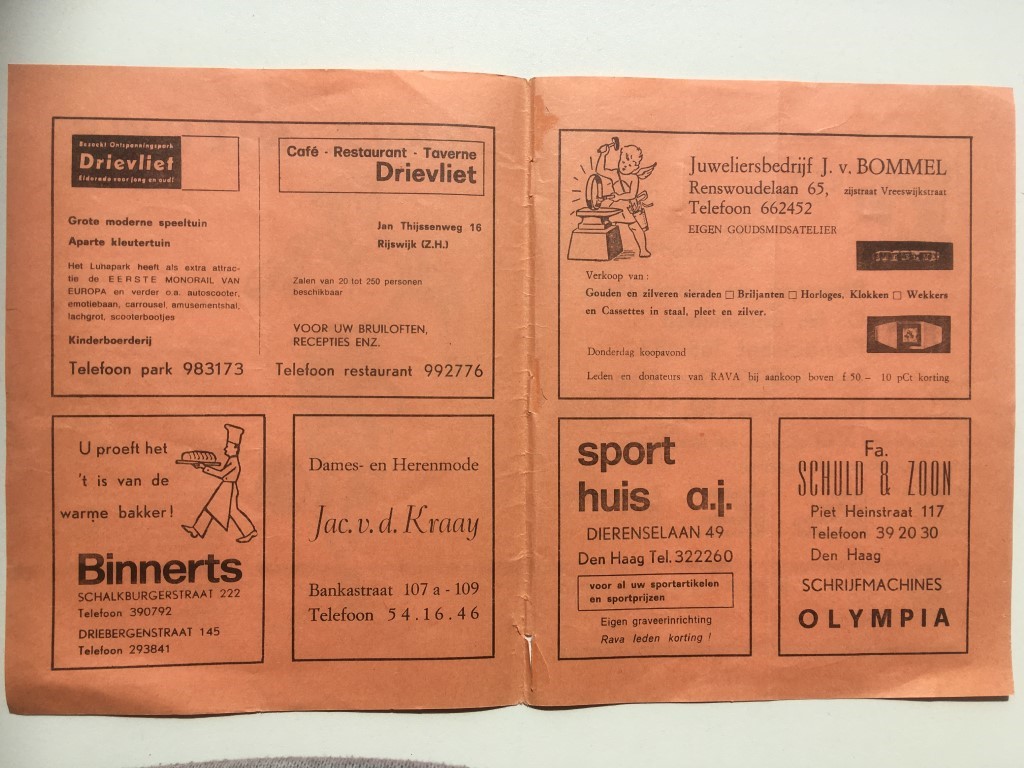 Bezoekt Ontspanningspark
Drievliet
Eldorado voor jong en oud!
Grote moderne speeltuin
Aparte kleutertuin
Het Lunapark heeft als extra attrac-
tie de EERSTE MONORAIL VAN
EUROPA en verder o.a. autoscooter,
emotiebaan, carrousel, amusementshal,
lachgrot, scooterbootjes
Kinderboerderij
Telefoon park 983173
Café - Restaurant - Taverne
Drievliet
Jan Thijssenweg 16
Rijswijk (Z.H.)
Zalen van 20 tot 250 personen
beschikbaar
VOOR UW BRUILOFTEN,
RECEPTIES ENZ.
Telefoon restaurant 992776
U proeft het
't is van de
warme bakker!
Binnerts
SCHALKBURGERSTRAAT 222
Telefoon 390792
DRIEBERGENSTRAAT 145
Telefoon 293841
Dames- en Herenmode
Jac. v. d. Kraay
Bankastraat 107a - 109
Telefoon 54.16.46
Juweliersbedrijf J. v. BOMMEL
Renswoudelaan 65, zijstraat Vreeswijkstraat
Telefoon 662452
EIGEN GOUDSMIDSATELIER
Verkoop van :
Gouden en zilveren sieraden □ Briljanten □ Horloges, Klokken □ Wekkers
en Cassettes in staal, pleet en zilver.
Donderdag koopavond
Leden en donateurs van RAVA bij aankoop boven f 50.– 10 pCt korting
sport
huis a.j.
DIERENSELAAN 49
Den Haag Tel. 322260
voor al uw sportartikelen
en sportprijzen
Eigen graveerinrichting
Rava leden korting !
Fa.
SCHULD & ZOON
Piet Heinstraat 117
Telefoon 39 20 30
Den Haag
SCHRIJFMACHINES
OLYMPIA